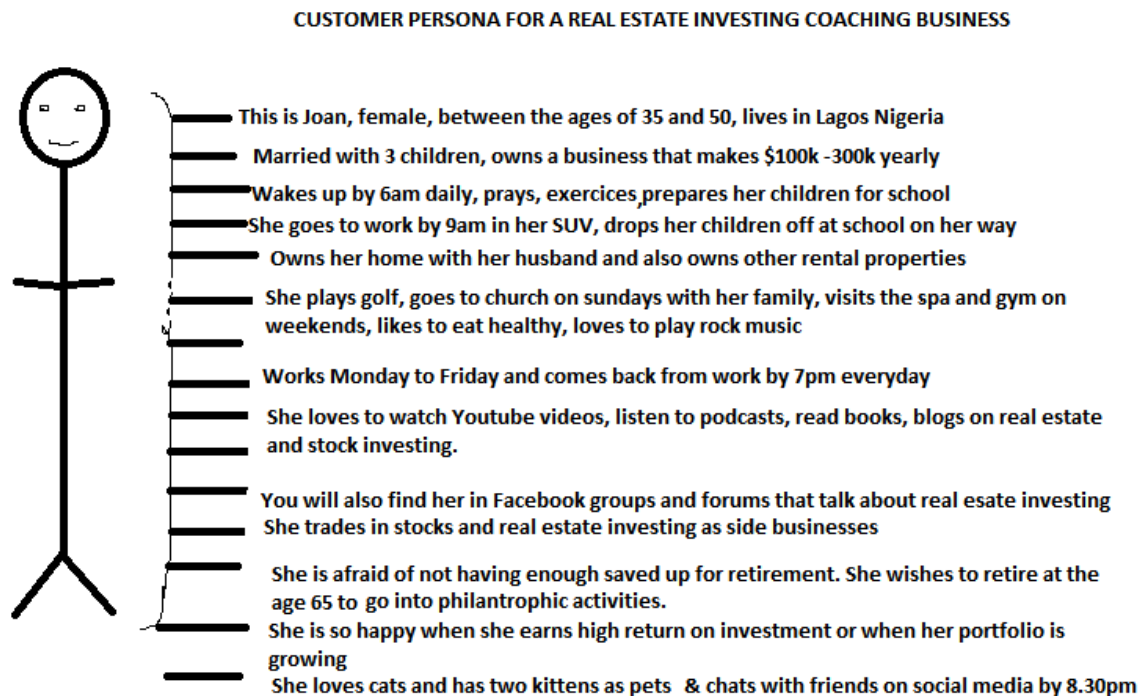 CUSTOMER PERSONA FOR A REAL ESTATE INVESTING COACHING BUSINESS
This is Joan, female, between the ages of 35 and 50, lives in Lagos Nigeria
Married with 3 children, owns a business that makes $100k -300k yearly
Wakes up by 6am daily, prays, exercices,prepares her children for school
She goes to work by 9am in her SUV, drops her children off at school on her way
Owns her home with her husband and also owns other rental properties
She plays golf, goes to church on sundays with her family, visits the spa and gym on
weekends, likes to eat healthy, loves to play rock music
Works Monday to Friday and comes back from work by 7pm everyday
She loves to watch Youtube videos, listen to podcasts, read books, blogs on real estate
and stock investing.
You will also find her in Facebook groups and forums that talk about real esate investing
She trades in stocks and real estate investing as side businesses
She is afraid of not having enough saved up for retirement. She wishes to retire at the
age 65 to go into philantrophic activities.
She is so happy when she earns high return on investment or when her portfolio is
growing
She loves cats and has two kittens as pets & chats with friends on social media by 8.30pm